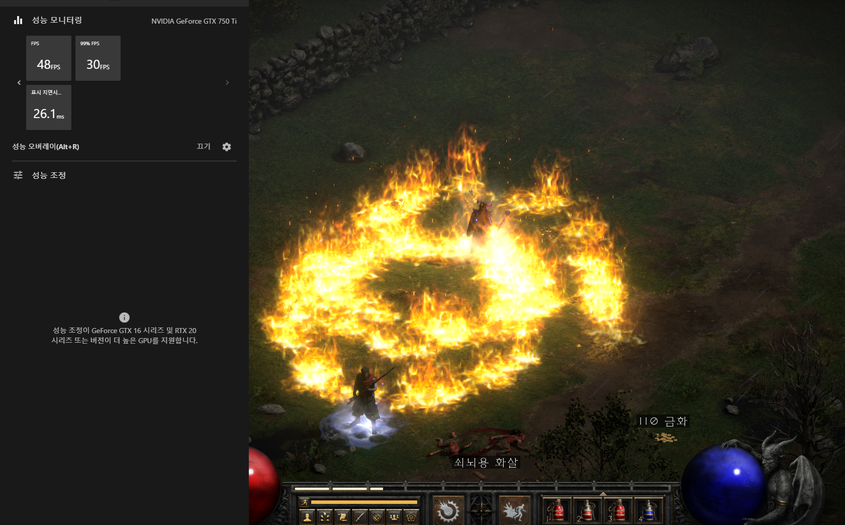 성능 모니터링
NVIDIA GeForce GTX 750 Ti
FPS
99% FPS
48FPS
30FPS
표시 지연시...
26.1ms
성능 오버레이(Alt+R)
끄기
성능 조정
성능 조정이 GeForce GTX 16 시리즈 및 RTX 20
시리즈 또는 버전이 더 높은 GPU를 지원합니다.
110 금화
쇠뇌용 화살